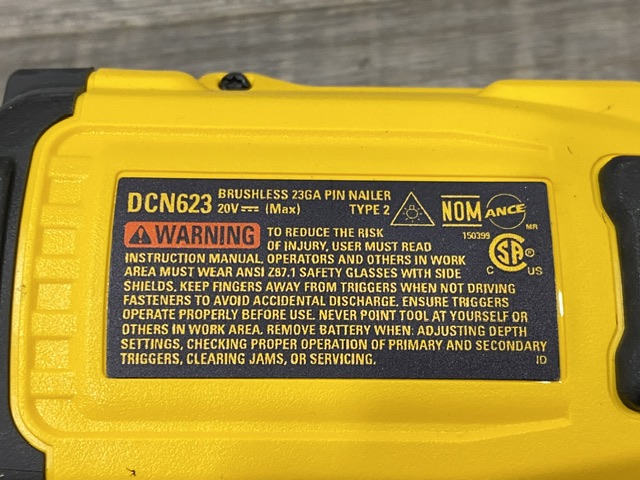 DCN623 BRUSHLESS 23GA PIN NAILER
20V (Max) TYPE 2
NOM ANCE
MR
150399
SA
C US
WARNING TO REDUCE THE RISK
OF INJURY, USER MUST READ
INSTRUCTION MANUAL. OPERATORS AND OTHERS IN WORK
AREA MUST WEAR ANSI Z87.1 SAFETY GLASSES WITH SIDE
SHIELDS. KEEP FINGERS AWAY FROM TRIGGERS WHEN NOT DRIVING
FASTENERS TO AVOID ACCIDENTAL DISCHARGE. ENSURE TRIGGERS
OPERATE PROPERLY BEFORE USE. NEVER POINT TOOL AT YOURSELF OR
OTHERS IN WORK AREA. REMOVE BATTERY WHEN: ADJUSTING DEPTH
SETTINGS, CHECKING PROPER OPERATION OF PRIMARY AND SECONDARY
TRIGGERS, CLEARING JAMS, OR SERVICING. ID